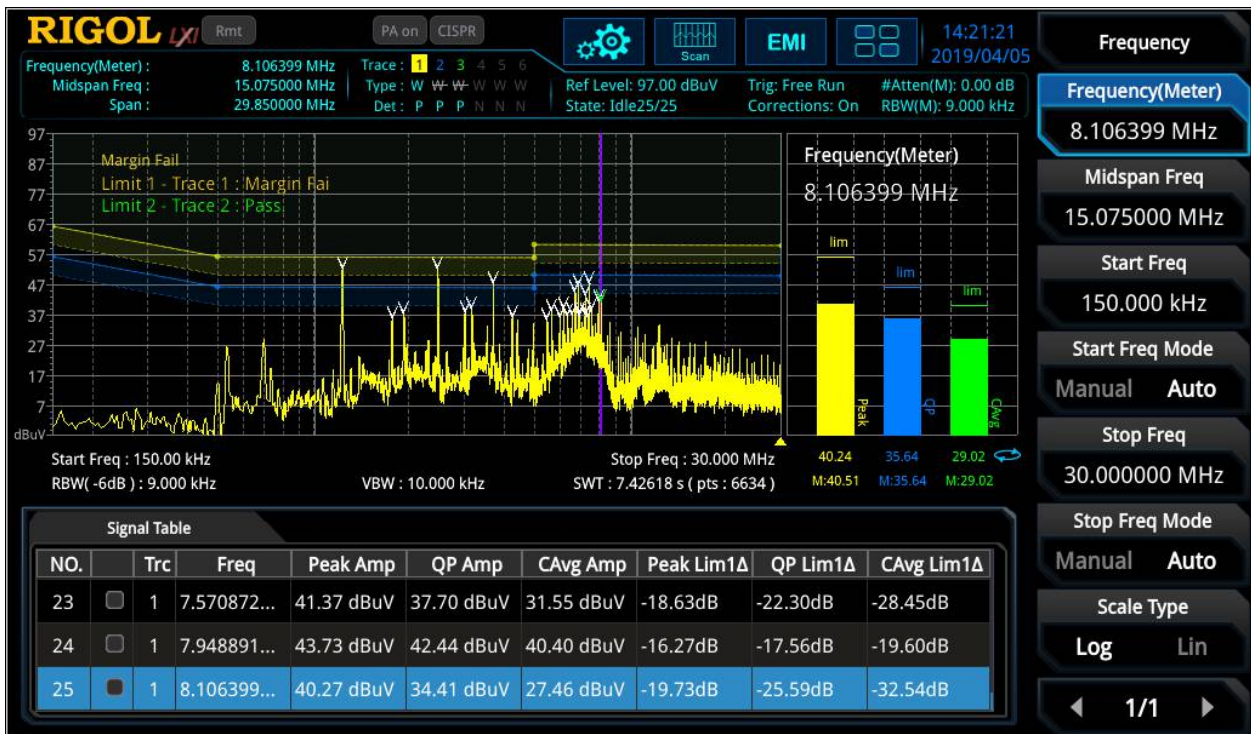 RIGOL LXI Rmt PA on CISPR Scan EMI 14:21:21
2019/04/05
Frequency(Meter) : 8.106399 MHz Trace : 1 2 3 4 5 6
Midspan Freq : 15.075000 MHz Type : W W W W W W Ref Level: 97.00 dBuV Trig: Free Run #Atten(M): 0.00 dB
Span : 29.850000 MHz Det : P P P N N N State: Idle25/25 Corrections: On RBW(M): 9.000 kHz
97
87
77
67
57
47
37
27
17
7
dBuV
Margin Fail
Limit 1 - Trace 1 : Margin Fai
Limit 2 - Trace 2 : Pass
Frequency(Meter)
8.106399 MHz
lim
lim
lim
Peak
QP
CAvg
Start Freq : 150.00 kHz Stop Freq : 30.000 MHz 40.24 35.64 29.02
RBW( -6dB ) : 9.000 kHz VBW : 10.000 kHz SWT : 7.42618 s ( pts : 6634 ) M:40.51 M:35.64 M:29.02
Signal Table
NO. Trc Freq Peak Amp QP Amp CAvg Amp Peak Lim1Δ QP Lim1Δ CAvg Lim1Δ
23 1 7.570872... 41.37 dBuV 37.70 dBuV 31.55 dBuV -18.63dB -22.30dB -28.45dB
24 1 7.948891... 43.73 dBuV 42.44 dBuV 40.40 dBuV -16.27dB -17.56dB -19.60dB
25 1 8.106399... 40.27 dBuV 34.41 dBuV 27.46 dBuV -19.73dB -25.59dB -32.54dB
Frequency
Frequency(Meter)
8.106399 MHz
Midspan Freq
15.075000 MHz
Start Freq
150.000 kHz
Start Freq Mode
Manual Auto
Stop Freq
30.000000 MHz
Stop Freq Mode
Manual Auto
Scale Type
Log Lin
1/1